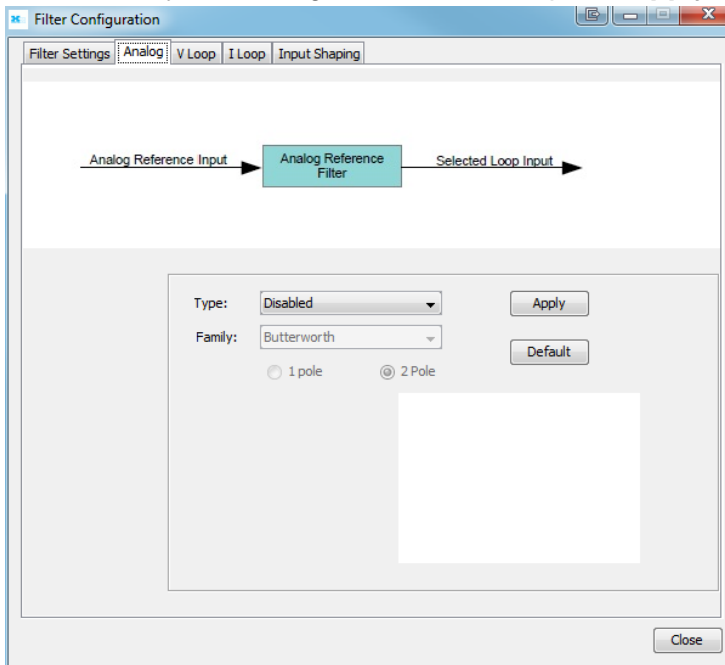 Filter Configuration
Filter Settings Analog V Loop I Loop Input Shaping
Analog Reference Input
Analog Reference
Filter
Selected Loop Input
Type: Disabled Apply
Family: Butterworth
Default
1 pole 2 Pole
Close